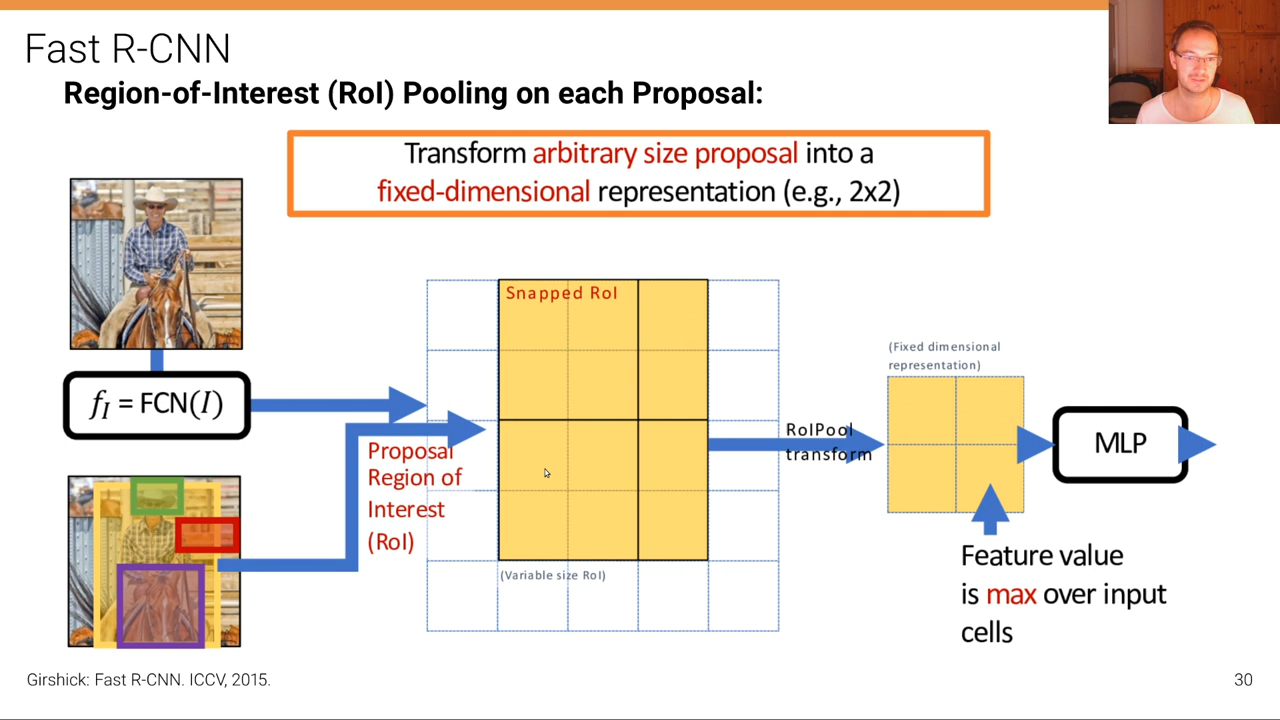 Fast R-CNN
Region-of-Interest (RoI) Pooling on each Proposal:
Transform arbitrary size proposal into a
fixed-dimensional representation (e.g., 2x2)
Snapped RoI
(Fixed dimensional
representation)
f_I = FCN(I)
Proposal
Region of
Interest
(RoI)
RoIPool
transform
MLP
(Variable size RoI)
Feature value
is max over input
cells
Girshick: Fast R-CNN. ICCV, 2015.
30